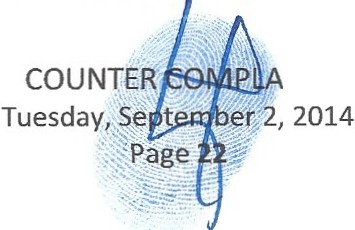 COUNTER COMPLA
Tuesday, September 2, 2014
Page 22